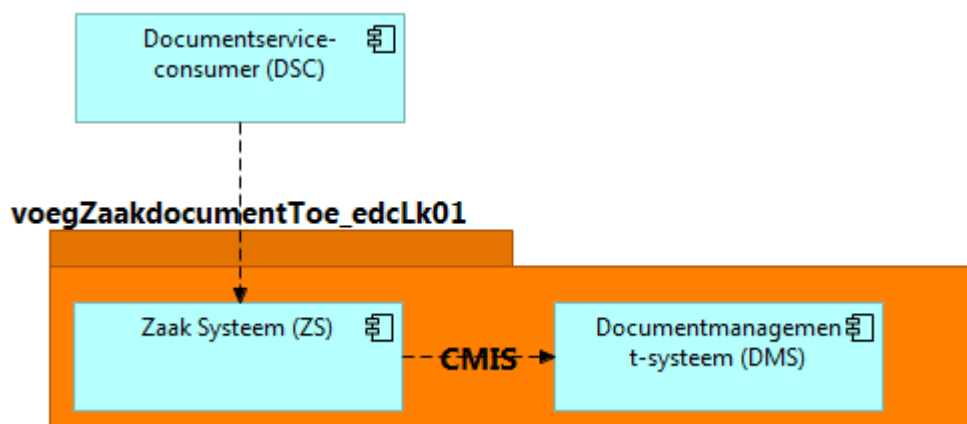 Documentservice-
consumer (DSC)
voegZaakdocumentToe_edcLk01
Zaak Systeem (ZS)
CMIS
Documentmanagemen
t-systeem (DMS)